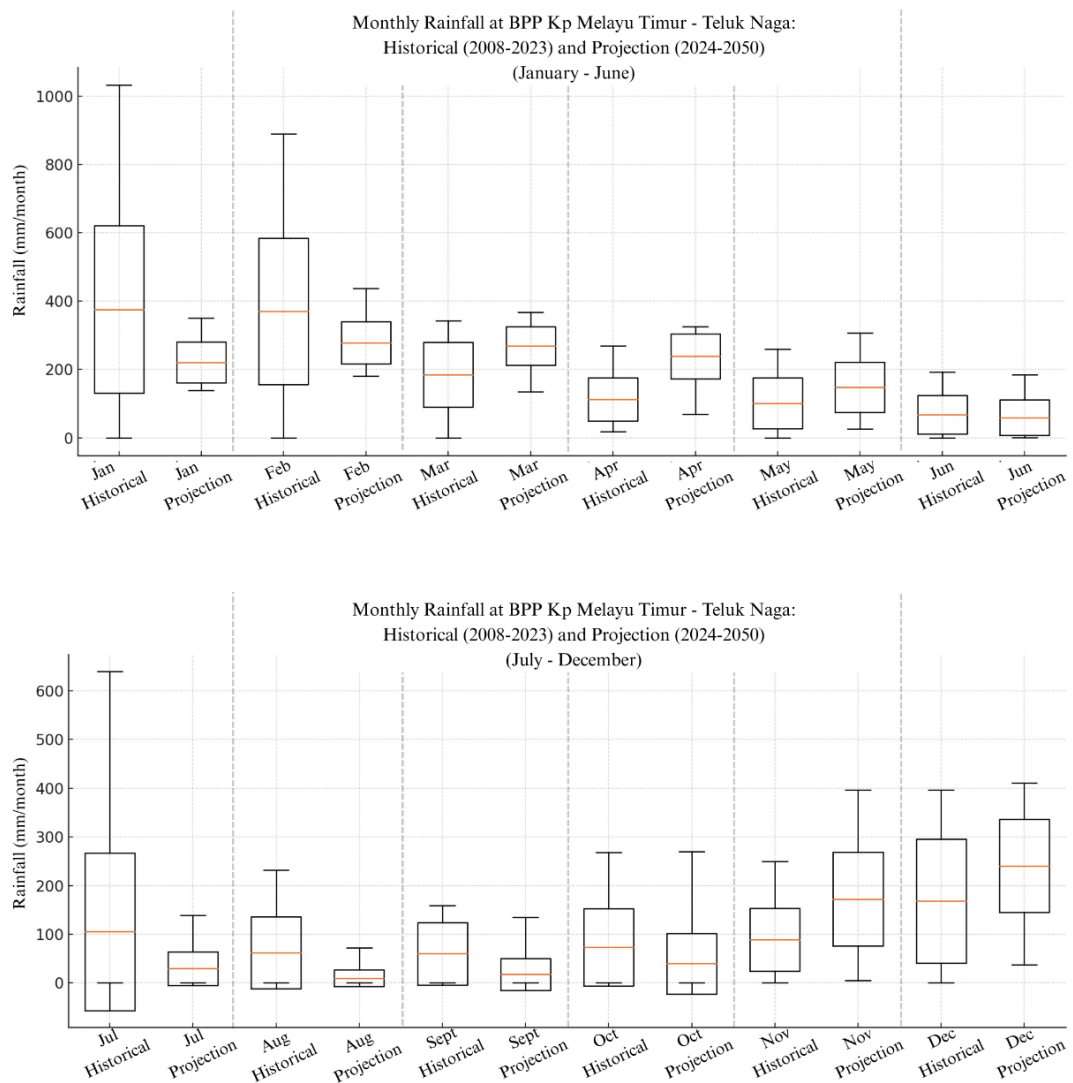 Monthly Rainfall at BPP Kp Melayu Timur - Teluk Naga:
Historical (2008-2023) and Projection (2024-2050)
(January - June)
Rainfall (mm/month)
1000
800
600
400
200
0
Jan Historical
Jan Projection
Feb Historical
Feb Projection
Mar Historical
Mar Projection
Apr Historical
Apr Projection
May Historical
May Projection
Jun Historical
Jun Projection
Monthly Rainfall at BPP Kp Melayu Timur - Teluk Naga:
Historical (2008-2023) and Projection (2024-2050)
(July - December)
Rainfall (mm/month)
600
500
400
300
200
100
0
Jul Historical
Jul Projection
Aug Historical
Aug Projection
Sept Historical
Sept Projection
Oct Historical
Oct Projection
Nov Historical
Nov Projection
Dec Historical
Dec Projection